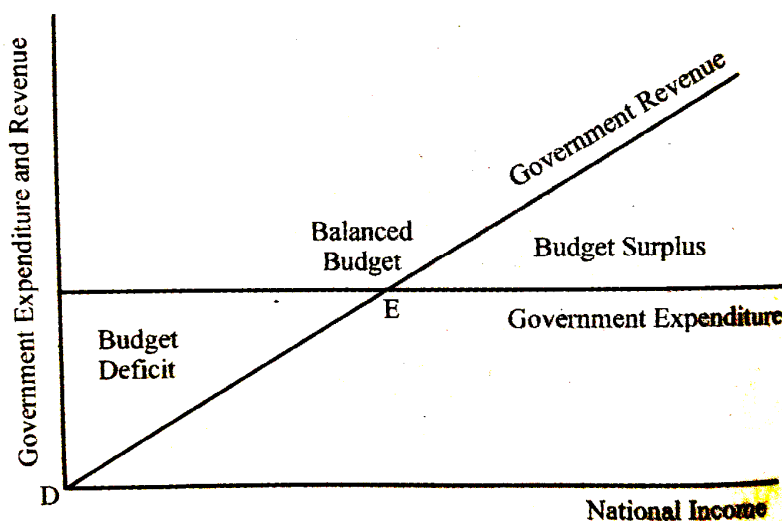 Government Expenditure and Revenue
Government Revenue
Balanced
Budget
Budget Surplus
E
Government Expenditure
Budget
Deficit
D
National Income